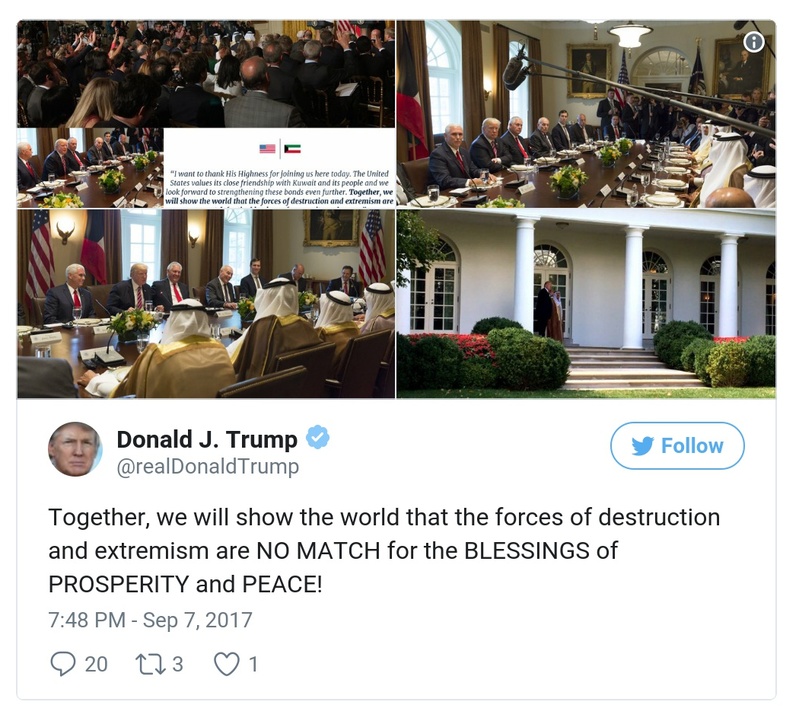 "I want to thank His Highness for joining us here today. The United
States values its close friendship with Kuwait and its people and we
look forward to strengthening these bonds even further. Together, we
will show the world that the forces of destruction and extremism are
Donald J. Trump
@realDonaldTrump
Follow
Together, we will show the world that the forces of destruction
and extremism are NO MATCH for the BLESSINGS of
PROSPERITY and PEACE!
7:48 PM - Sep 7, 2017
20 3 1